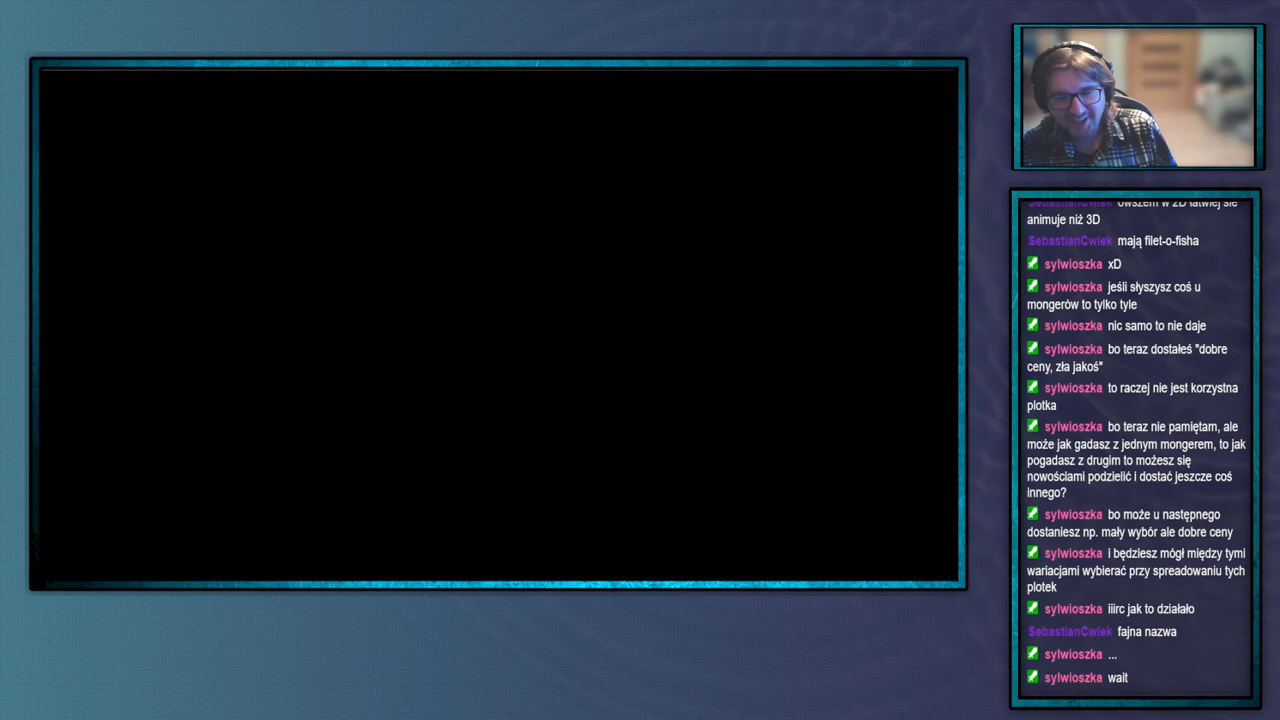 SebastianCwiek owszem w 2D łatwiej się
animuje niż 3D
SebastianCwiek mają filet-o-fisha
sylwioszka xD
sylwioszka jeśli słyszysz coś u
mongerów to tylko tyle
sylwioszka nic samo to nie daje
sylwioszka bo teraz dostałeś "dobre
ceny, zła jakoś"
sylwioszka to raczej nie jest korzystna
plotka
sylwioszka bo teraz nie pamiętam, ale
może jak gadasz z jednym mongerem, to jak
pogadasz z drugim to możesz się
nowościami podzielić i dostać jeszcze coś
innego?
sylwioszka bo może u następnego
dostaniesz np. mały wybór ale dobre ceny
sylwioszka i będziesz mógł między tymi
wariacjami wybierać przy spreadowaniu tych
plotek
sylwioszka iiirc jak to działało
SebastianCwiek fajna nazwa
sylwioszka ...
sylwioszka wait